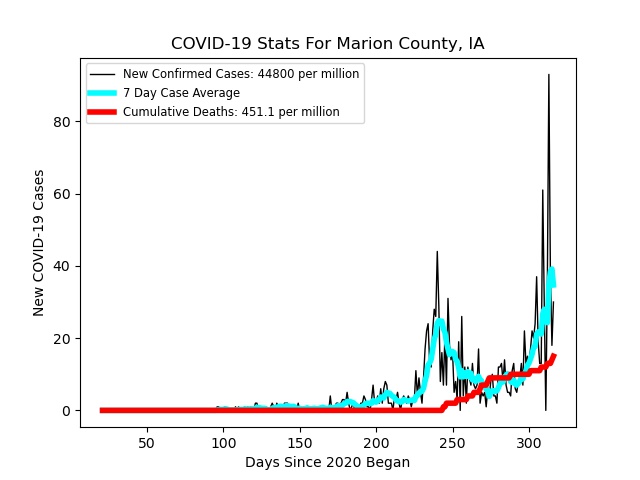 COVID-19 Stats For Marion County, IA
New Confirmed Cases: 44800 per million
7 Day Case Average
Cumulative Deaths: 451.1 per million
New COVID-19 Cases
80
60
40
20
0
50 100 150 200 250 300
Days Since 2020 Began